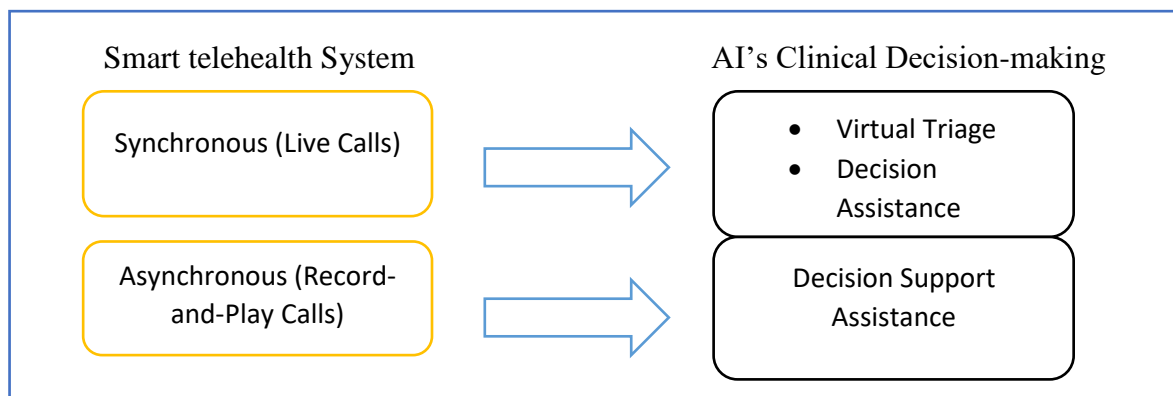 Smart telehealth System
AI’s Clinical Decision-making
Synchronous (Live Calls)
• Virtual Triage
• Decision
Assistance
Asynchronous (Record-
and-Play Calls)
Decision Support
Assistance